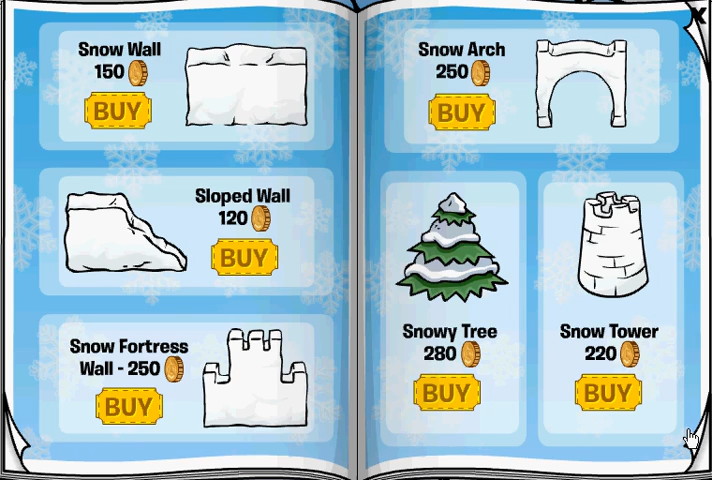 Snow Wall
150
BUY
Sloped Wall
120
BUY
Snow Fortress
Wall - 250
BUY
Snow Arch
250
BUY
Snowy Tree
280
BUY
Snow Tower
220
BUY
X